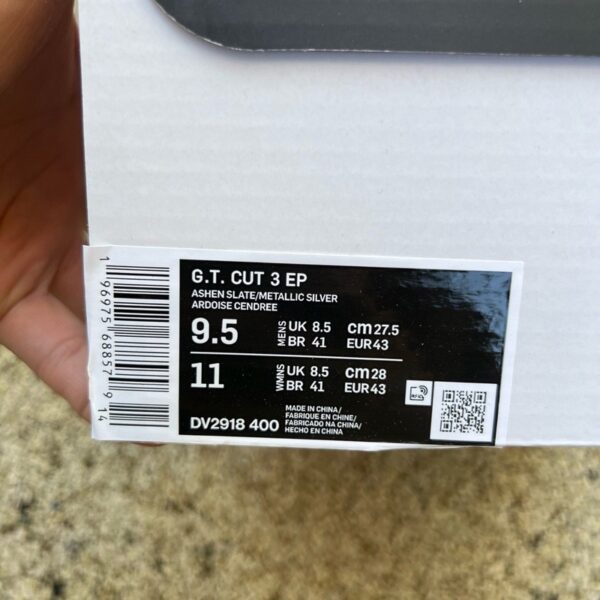 1 96975 68857 9 14
G.T. CUT 3 EP
ASHEN SLATE/METALLIC SILVER
ARDOISE CENDREE
9.5 MENS UK 8.5 cm 27.5
BR 41 EUR 43
11 WMNS UK 8.5 cm 28
BR 41 EUR 43
DV2918 400
MADE IN CHINA/
FABRIQUE EN CHINE/
FABRICADO NA CHINA/
HECHO EN CHINA